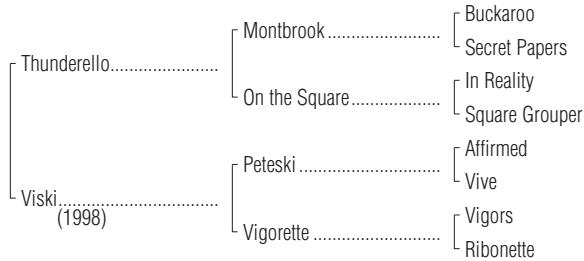 Buckaroo
Montbrook
Secret Papers
Thunderello
In Reality
On the Square
Square Grouper
Affirmed
Peteski
Vive
Viski
(1998)
Vigors
Vigorette
Ribonette